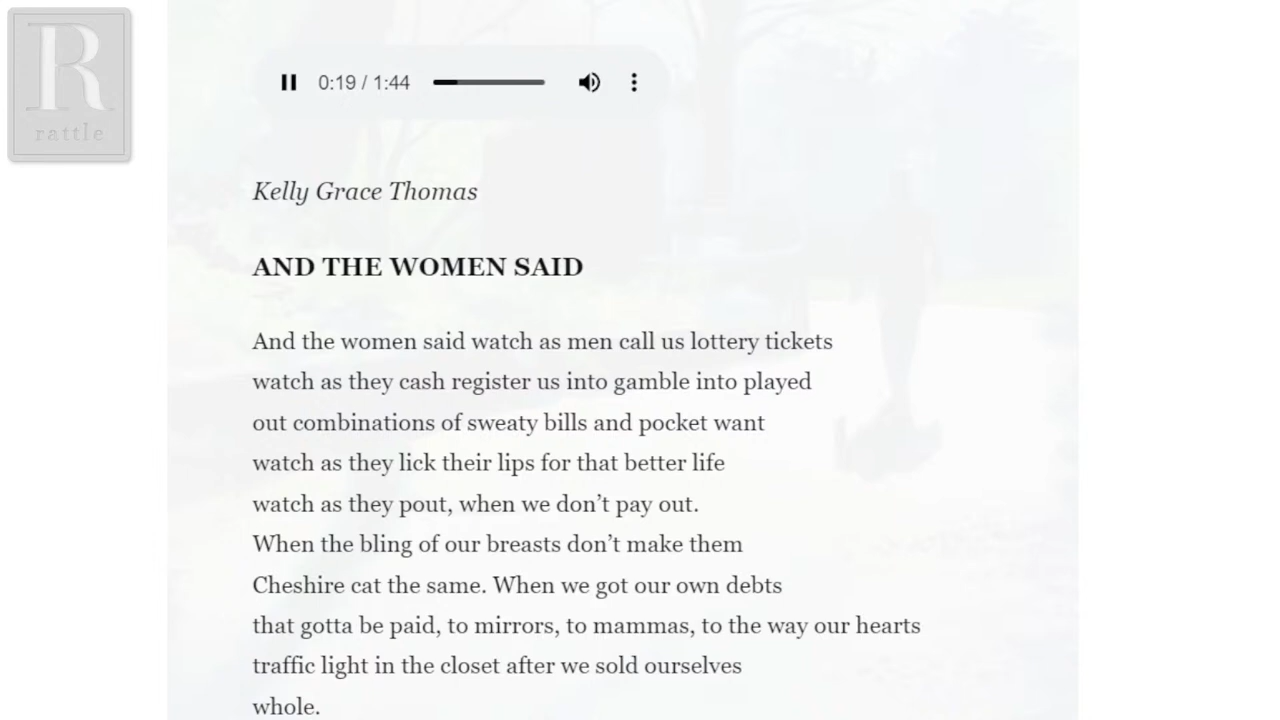 R
rattle
0:19 / 1:44
Kelly Grace Thomas
AND THE WOMEN SAID
And the women said watch as men call us lottery tickets
watch as they cash register us into gamble into played
out combinations of sweaty bills and pocket want
watch as they lick their lips for that better life
watch as they pout, when we don’t pay out.
When the bling of our breasts don’t make them
Cheshire cat the same. When we got our own debts
that gotta be paid, to mirrors, to mammas, to the way our hearts
traffic light in the closet after we sold ourselves
whole.